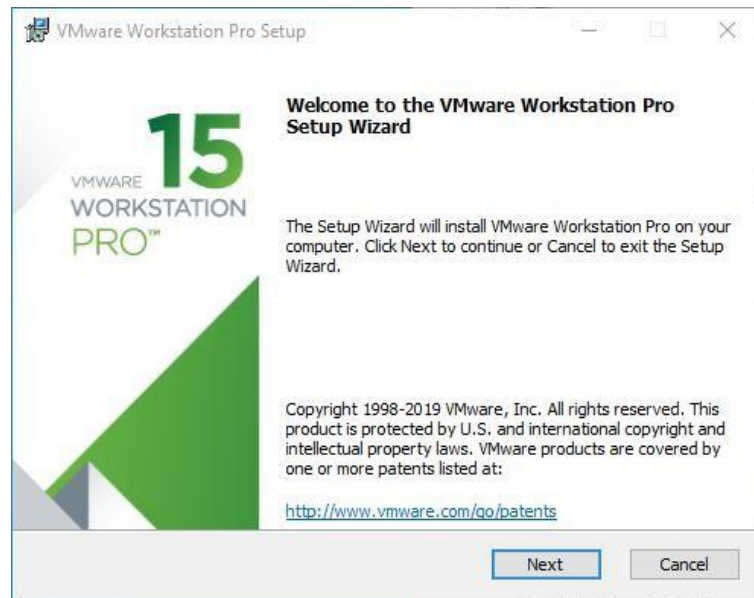 VMware Workstation Pro Setup
VMWARE 15
WORKSTATION
PRO™
Welcome to the VMware Workstation Pro
Setup Wizard
The Setup Wizard will install VMware Workstation Pro on your
computer. Click Next to continue or Cancel to exit the Setup
Wizard.
Copyright 1998-2019 VMware, Inc. All rights reserved. This
product is protected by U.S. and international copyright and
intellectual property laws. VMware products are covered by
one or more patents listed at:
http://www.vmware.com/go/patents
Next Cancel